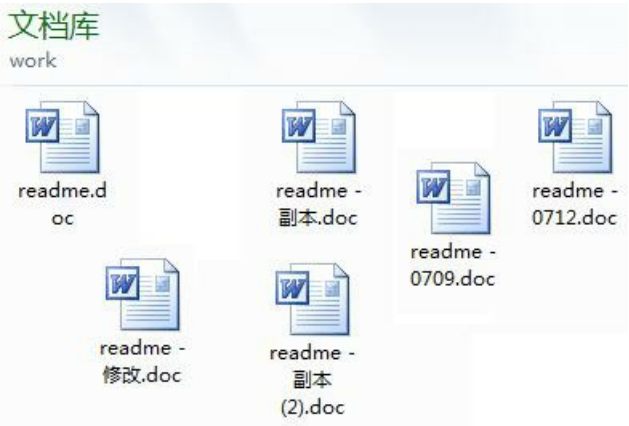 文档库
work
readme.d
oc
readme -
副本.doc
readme -
0709.doc
readme -
0712.doc
readme -
修改.doc
readme -
副本
(2).doc